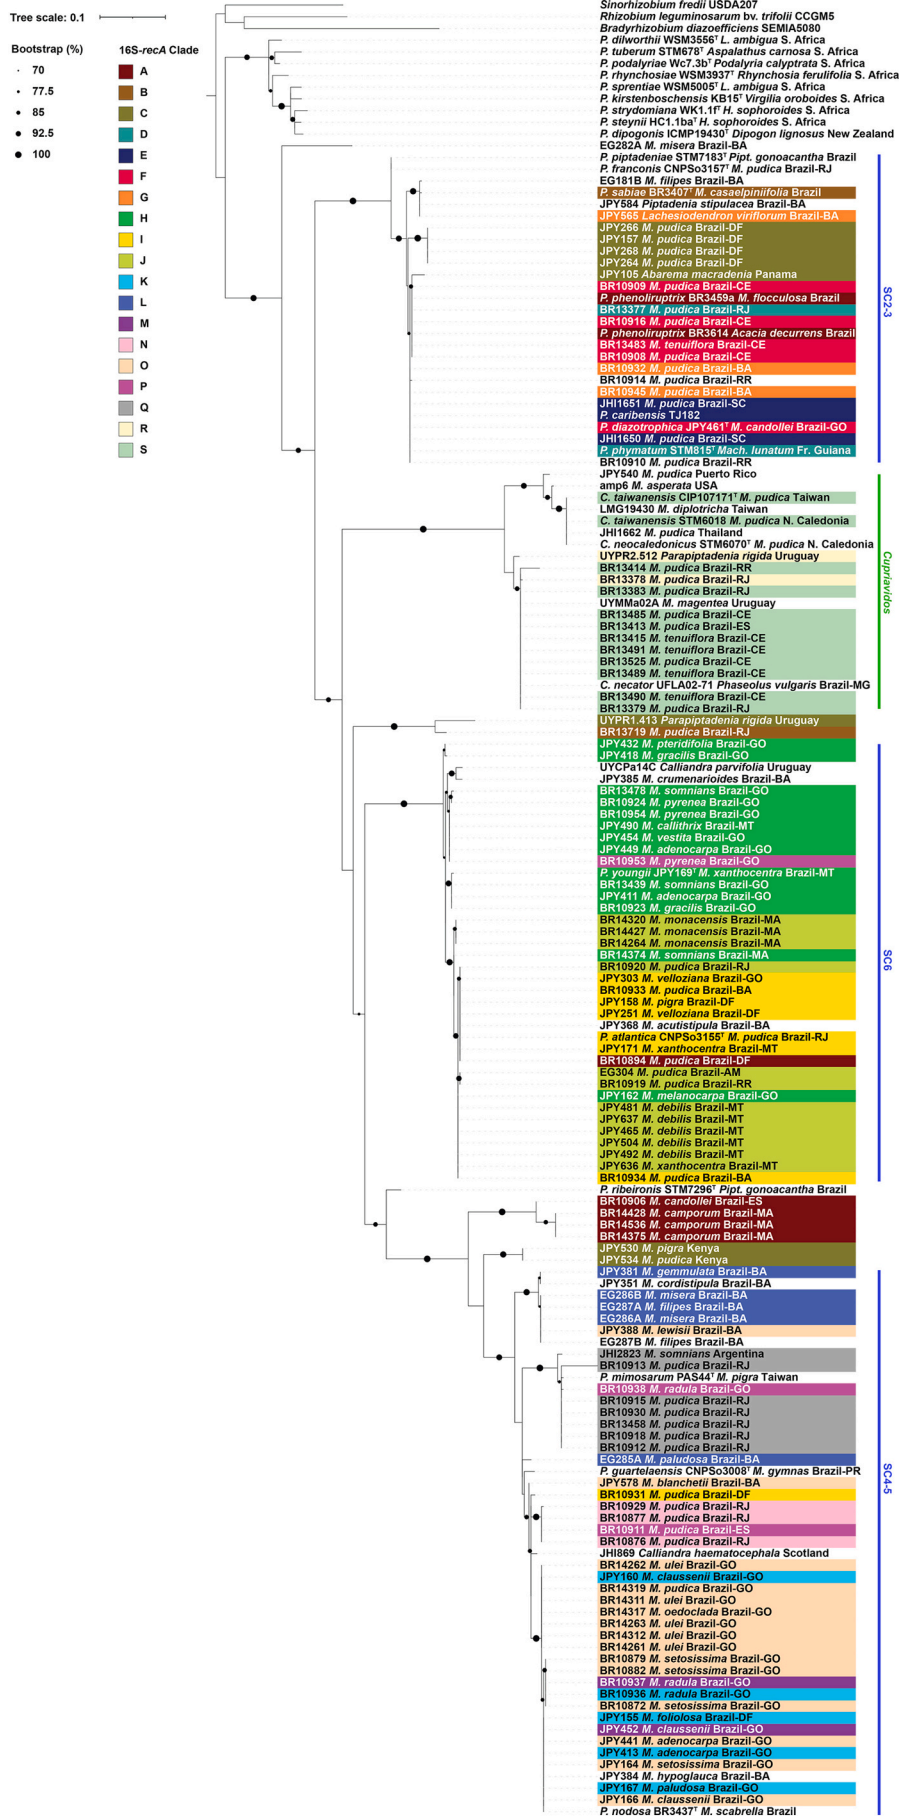 Tree scale: 0.1
Bootstrap (%)
70
77.5
85
92.5
100
16S-recA Clade
A
B
C
D
E
F
G
H
I
J
K
L
M
N
O
P
Q
R
S
Sinorhizobium fredii USDA207
Rhizobium leguminosarum bv. trifolii CCGM5
Bradyrhizobium diazoefficiens SEMIA5080
P. dilworthii WSM3556ᵀ L. ambigua S. Africa
P. tuberum STM678ᵀ Aspalathus carnosa S. Africa
P. podalyriae Wc7.3bᵀ Podalyria calyptrata S. Africa
P. rhynchosiae WSM3937ᵀ Rhynchosia ferulifolia S. Africa
P. sprentiae WSM5005ᵀ L. ambigua S. Africa
P. kirstenboschensis KB15ᵀ Virgilia oroboides S. Africa
P. strydomiana WK1.1fᵀ H. sophoroides S. Africa
P. steynii HC1.1baᵀ H. sophoroides S. Africa
P. dipogonis ICMP19430ᵀ Dipogon lignosus New Zealand
EG282A M. misera Brazil-BA
P. piptadeniae STM7183ᵀ Pipt. gonoacantha Brazil
P. franconis CNPSo3157ᵀ M. pudica Brazil-RJ
EG181B M. filipes Brazil-BA
P. sabiae BR3407ᵀ M. casaelpiniifolia Brazil
JPY584 Piptadenia stipulacea Brazil-BA
JPY565 Lachesiodendron viriflorum Brazil-BA
JPY266 M. pudica Brazil-DF
JPY157 M. pudica Brazil-DF
JPY268 M. pudica Brazil-DF
JPY264 M. pudica Brazil-DF
JPY105 Abarema macradenia Panama
BR10909 M. pudica Brazil-CE
P. phenoliruptrix BR3459a M. flocculosa Brazil
BR13377 M. pudica Brazil-RJ
BR10916 M. pudica Brazil-CE
P. phenoliruptrix BR3614 Acacia decurrens Brazil
BR13483 M. tenuiflora Brazil-CE
BR10908 M. pudica Brazil-CE
BR10932 M. pudica Brazil-BA
BR10914 M. pudica Brazil-RR
BR10945 M. pudica Brazil-BA
JHI1651 M. pudica Brazil-SC
P. caribensis TJ182
P. diazotrophica JPY461ᵀ M. candollei Brazil-GO
JHI1650 M. pudica Brazil-SC
P. phymatum STM815ᵀ Mach. lunatum Fr. Guiana
BR10910 M. pudica Brazil-RR
SC2-3
JPY540 M. pudica Puerto Rico
amp6 M. asperata USA
C. taiwanensis CIP107171ᵀ M. pudica Taiwan
LMG19430 M. diplotricha Taiwan
C. taiwanensis STM6018 M. pudica N. Caledonia
JHI1662 M. pudica Thailand
C. neocaledonicus STM6070ᵀ M. pudica N. Caledonia
UYPR2.512 Parapiptadenia rigida Uruguay
BR13414 M. pudica Brazil-RR
BR13378 M. pudica Brazil-RJ
BR13383 M. pudica Brazil-RJ
UYMMa02A M. magentea Uruguay
BR13485 M. pudica Brazil-CE
BR13413 M. pudica Brazil-ES
BR13415 M. tenuiflora Brazil-CE
BR13491 M. tenuiflora Brazil-CE
BR13525 M. pudica Brazil-CE
BR13489 M. tenuiflora Brazil-CE
C. necator UFLA02-71 Phaseolus vulgaris Brazil-MG
BR13490 M. tenuiflora Brazil-CE
BR13379 M. pudica Brazil-RJ
Cupriavidos
UYPR1.413 Parapiptadenia rigida Uruguay
BR13719 M. pudica Brazil-RJ
JPY432 M. pteridifolia Brazil-GO
JPY418 M. gracilis Brazil-GO
UYCPa14C Calliandra parvifolia Uruguay
JPY385 M. crumenarioides Brazil-BA
BR13478 M. somnians Brazil-GO
BR10924 M. pyrenea Brazil-GO
BR10954 M. pyrenea Brazil-GO
JPY490 M. callithrix Brazil-MT
JPY454 M. vestita Brazil-GO
JPY449 M. adenocarpa Brazil-GO
BR10953 M. pyrenea Brazil-GO
P. youngii JPY169ᵀ M. xanthocentra Brazil-MT
BR13439 M. somnians Brazil-GO
JPY411 M. adenocarpa Brazil-GO
BR10923 M. gracilis Brazil-GO
BR14320 M. monacensis Brazil-MA
BR14427 M. monacensis Brazil-MA
BR14264 M. monacensis Brazil-MA
BR14374 M. somnians Brazil-MA
BR10920 M. pudica Brazil-RJ
JPY303 M. velloziana Brazil-GO
BR10933 M. pudica Brazil-BA
JPY158 M. pigra Brazil-DF
JPY251 M. velloziana Brazil-DF
JPY368 M. acutistipula Brazil-BA
P. atlantica CNPSo3155ᵀ M. pudica Brazil-RJ
JPY171 M. xanthocentra Brazil-MT
BR10894 M. pudica Brazil-DF
EG304 M. pudica Brazil-AM
BR10919 M. pudica Brazil-RR
JPY162 M. melanocarpa Brazil-GO
JPY481 M. debilis Brazil-MT
JPY637 M. debilis Brazil-MT
JPY465 M. debilis Brazil-MT
JPY504 M. debilis Brazil-MT
JPY492 M. debilis Brazil-MT
JPY636 M. xanthocentra Brazil-MT
BR10934 M. pudica Brazil-BA
SC6
P. ribeironis STM7296ᵀ Pipt. gonoacantha Brazil
BR10906 M. candollei Brazil-ES
BR14428 M. camporum Brazil-MA
BR14536 M. camporum Brazil-MA
BR14375 M. camporum Brazil-MA
JPY530 M. pigra Kenya
JPY534 M. pudica Kenya
JPY381 M. gemmulata Brazil-BA
JPY351 M. cordistipula Brazil-BA
EG286B M. misera Brazil-BA
EG287A M. filipes Brazil-BA
EG286A M. misera Brazil-BA
JPY388 M. lewisii Brazil-BA
EG287B M. filipes Brazil-BA
JHI2823 M. somnians Argentina
BR10913 M. pudica Brazil-RJ
P. mimosarum PAS44ᵀ M. pigra Taiwan
BR10938 M. radula Brazil-GO
BR10915 M. pudica Brazil-RJ
BR10930 M. pudica Brazil-RJ
BR13458 M. pudica Brazil-RJ
BR10918 M. pudica Brazil-RJ
BR10912 M. pudica Brazil-RJ
EG285A M. paludosa Brazil-BA
P. guartelaensis CNPSo3008ᵀ M. gymnas Brazil-PR
JPY578 M. blanchetii Brazil-BA
BR10931 M. pudica Brazil-DF
BR10929 M. pudica Brazil-RJ
BR10877 M. pudica Brazil-RJ
BR10911 M. pudica Brazil-ES
BR10876 M. pudica Brazil-RJ
JHI869 Calliandra haematocephala Scotland
BR14262 M. ulei Brazil-GO
JPY160 M. claussenii Brazil-GO
BR14319 M. pudica Brazil-GO
BR14311 M. ulei Brazil-GO
BR14317 M. oedoclada Brazil-GO
BR14263 M. ulei Brazil-GO
BR14312 M. ulei Brazil-GO
BR14261 M. ulei Brazil-GO
BR10879 M. setosissima Brazil-GO
BR10882 M. setosissima Brazil-GO
BR10937 M. radula Brazil-GO
BR10936 M. radula Brazil-GO
BR10872 M. setosissima Brazil-GO
JPY155 M. foliolosa Brazil-DF
JPY452 M. claussenii Brazil-GO
JPY441 M. adenocarpa Brazil-GO
JPY413 M. adenocarpa Brazil-GO
JPY164 M. setosissima Brazil-GO
JPY384 M. hypoglauca Brazil-BA
JPY167 M. paludosa Brazil-GO
JPY166 M. claussenii Brazil-GO
P. nodosa BR3437ᵀ M. scabrella Brazil
SC4-5